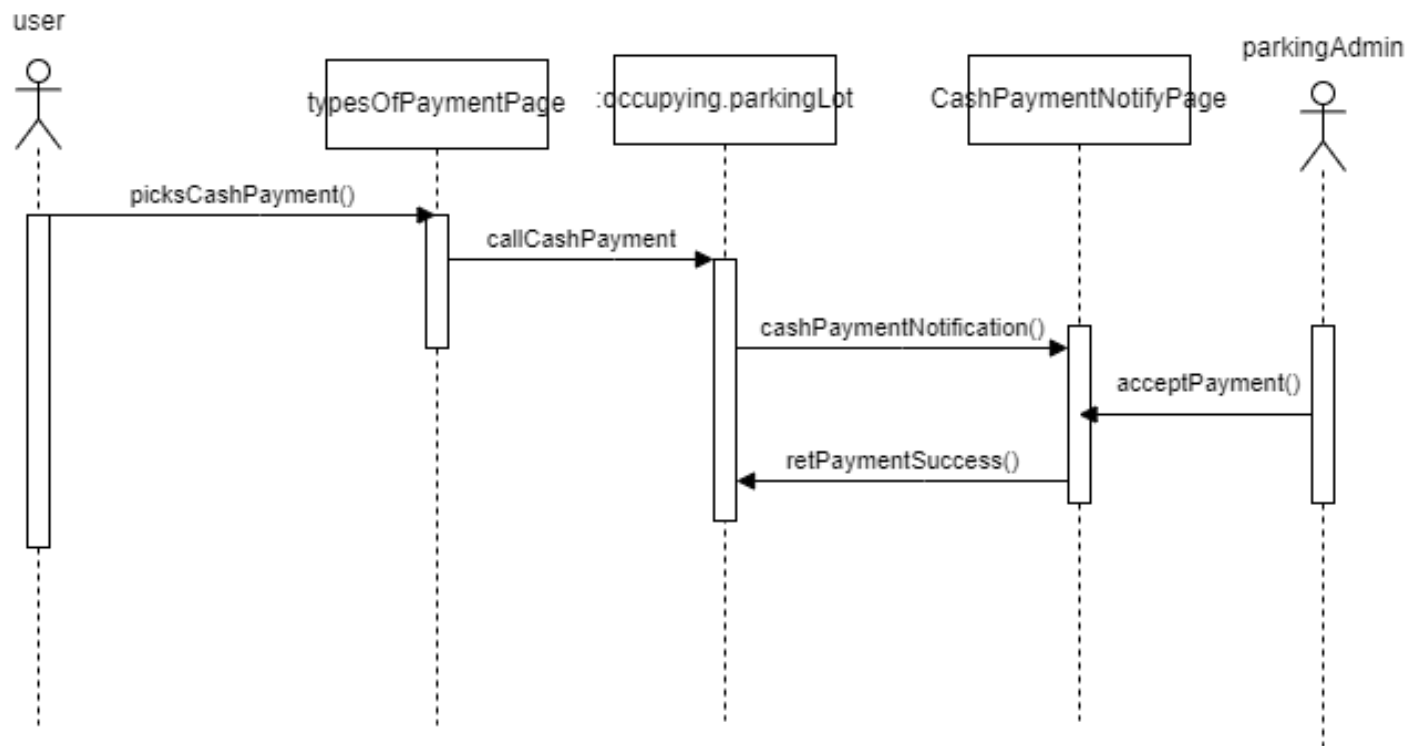 user
parkingAdmin
typesOfPaymentPage
:occupying.parkingLot
CashPaymentNotifyPage
picksCashPayment()
callCashPayment
cashPaymentNotification()
acceptPayment()
retPaymentSuccess()